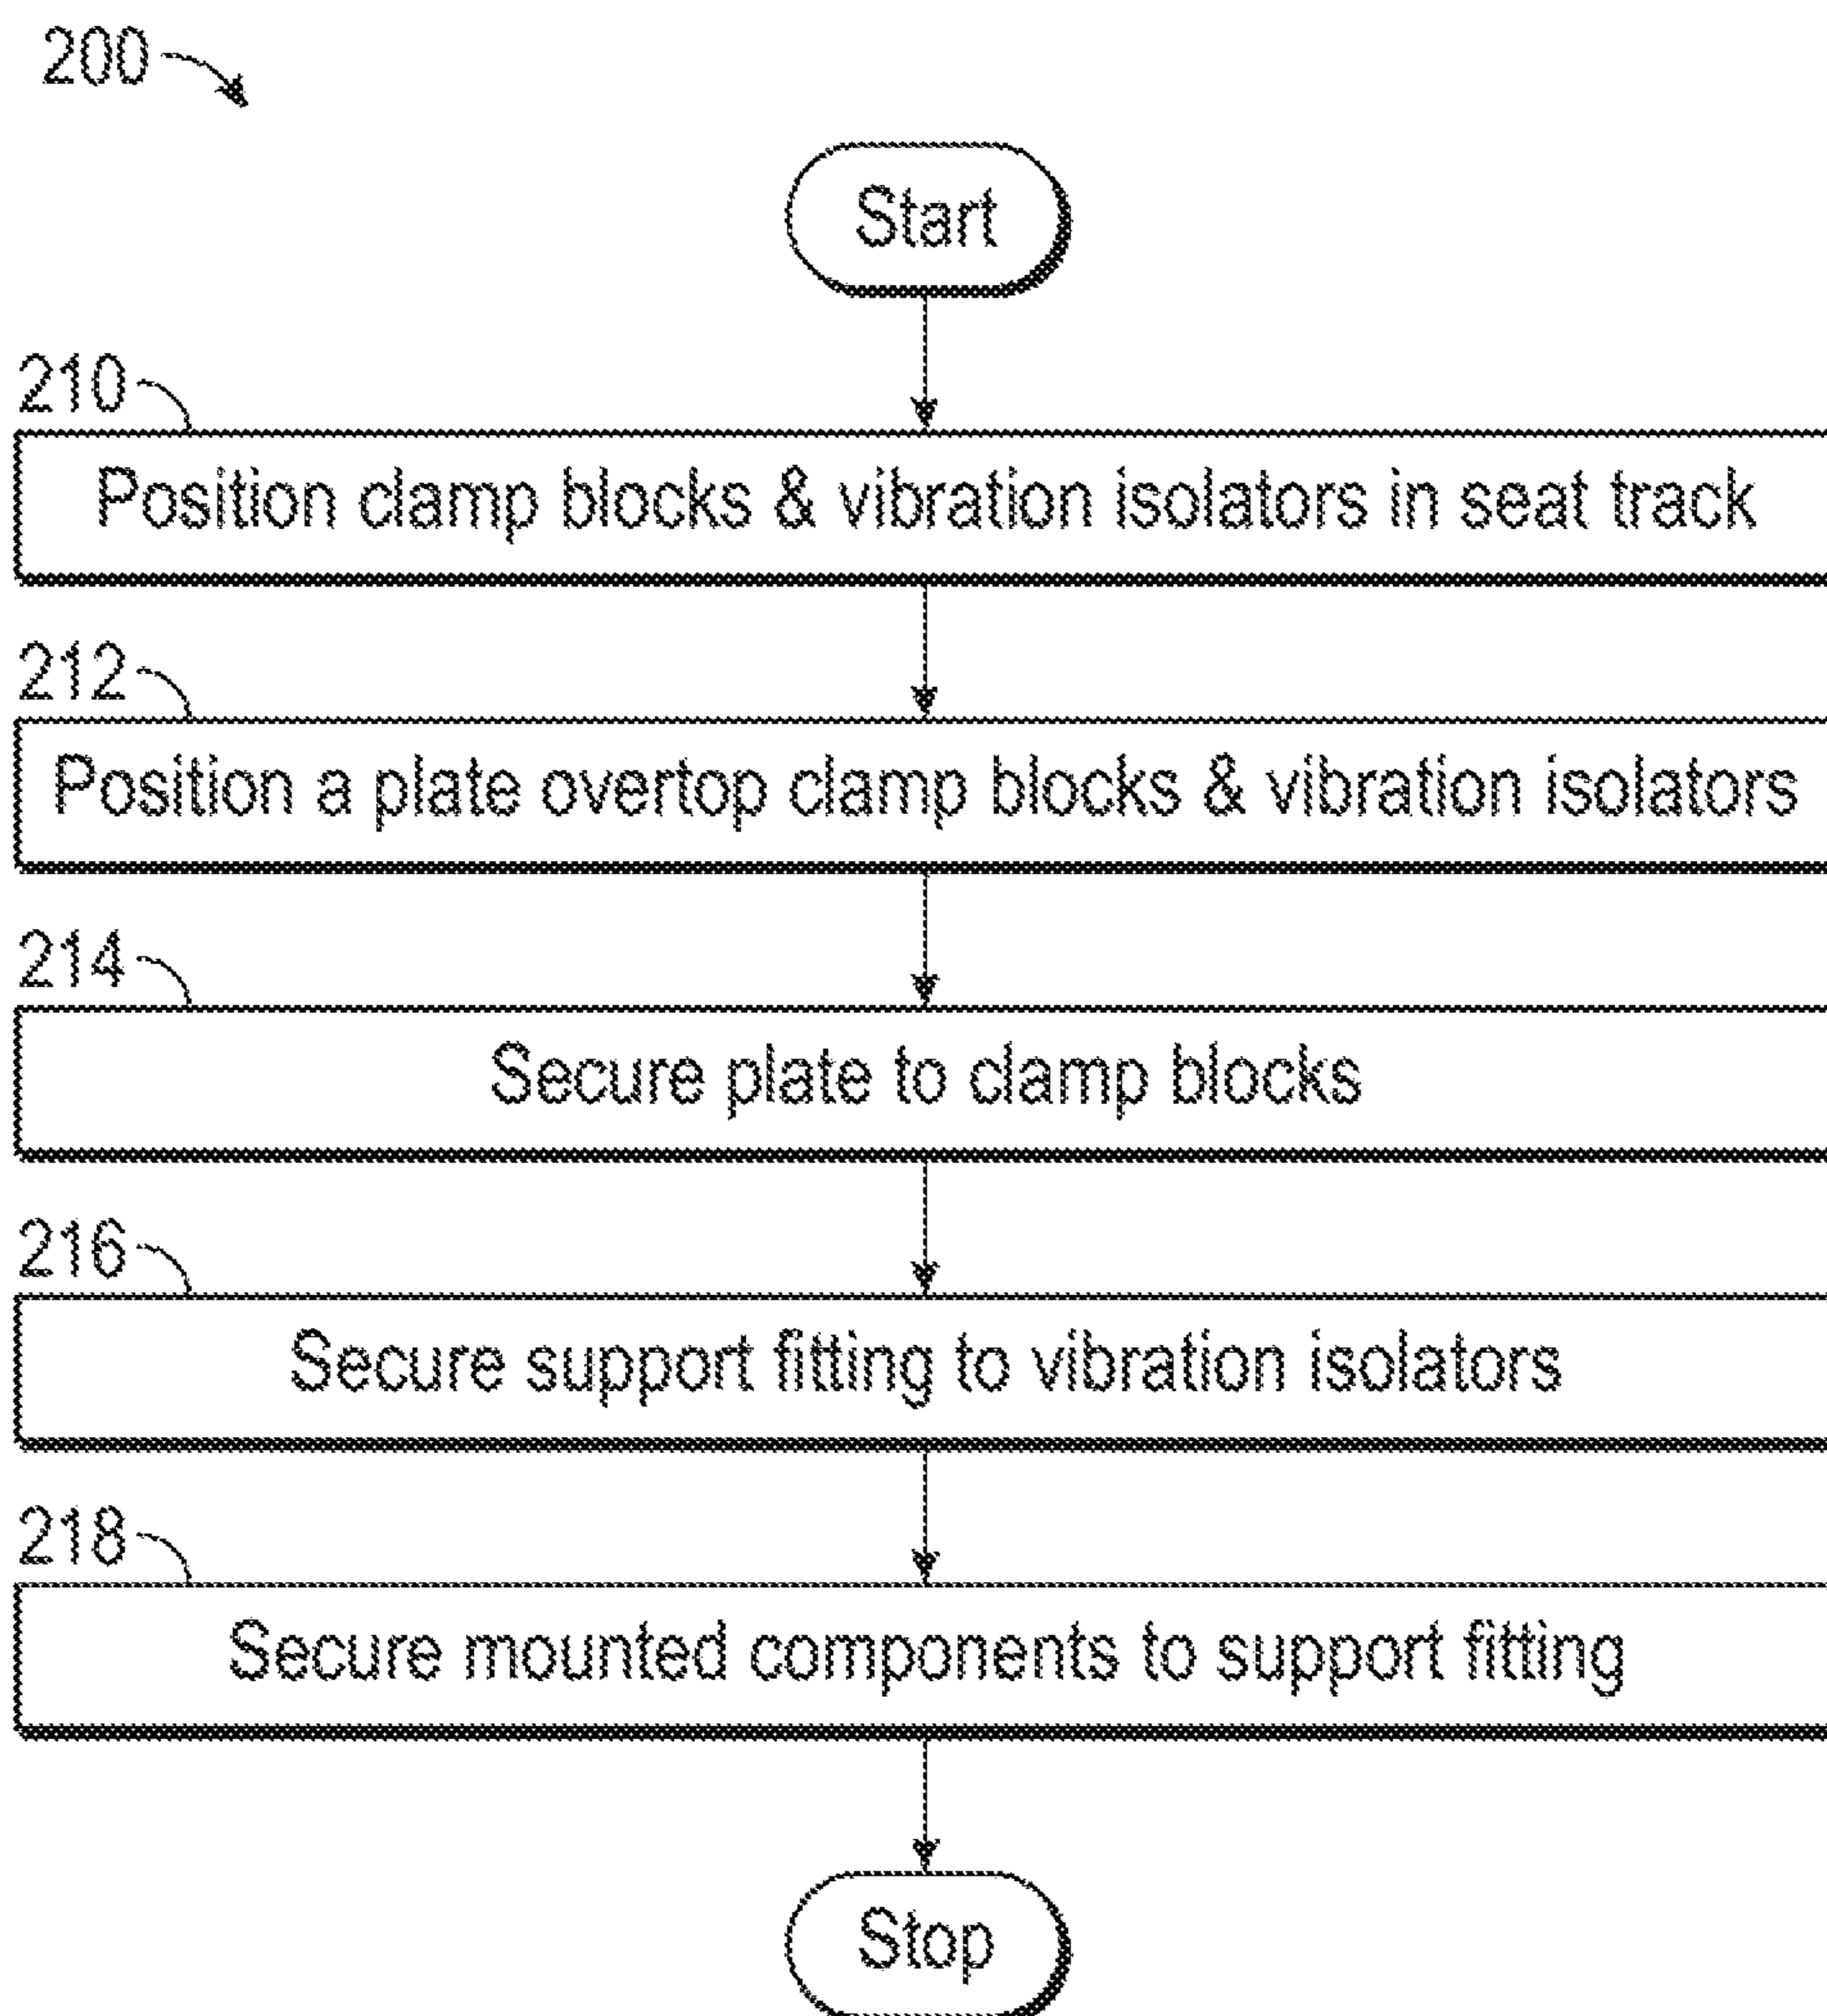 200
Start
210
Position clamp blocks & vibration isolators in seat track
212
Position a plate overtop clamp blocks & vibration isolators
214
Secure plate to clamp blocks
216
Secure support fitting to vibration isolators
218
Secure mounted components to support fitting
Stop